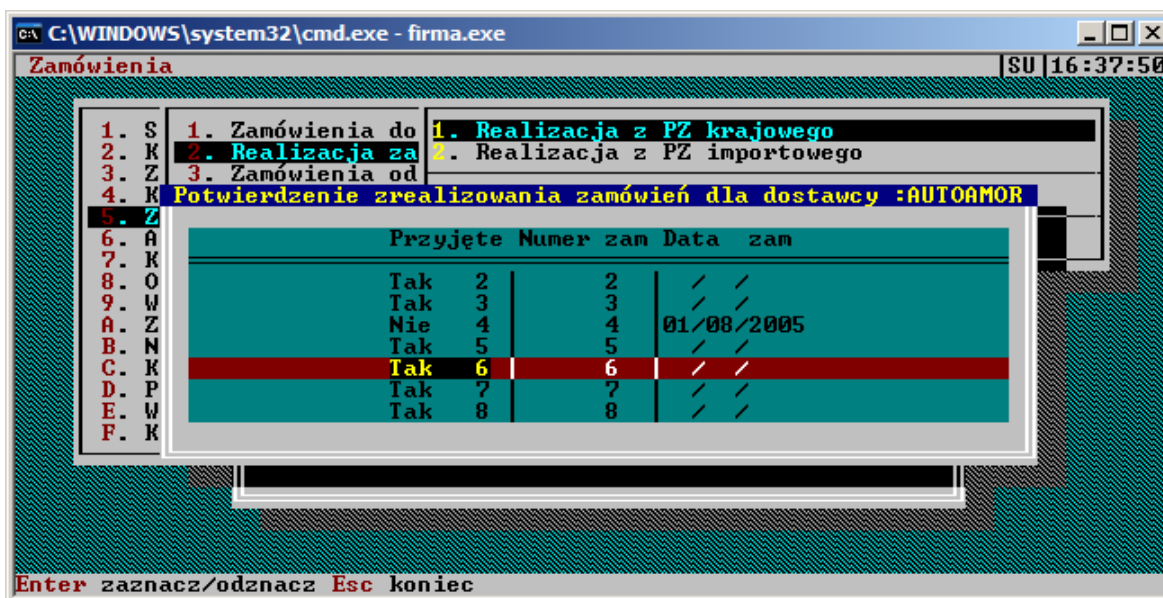 C:\WINDOWS\system32\cmd.exe - firma.exe
Zamówienia |SU|16:37:50
1. S 1. Zamówienia do 1. Realizacja z PZ krajowego
2. K 2. Realizacja za 2. Realizacja z PZ importowego
3. Z 3. Zamówienia od
4. K Potwierdzenie zrealizowania zamówień dla dostawcy :AUTOAMOR
5. Z
6. A Przyjęte Numer zam Data zam
7. K
8. O Tak 2 2 / /
9. W Tak 3 3 / /
A. Z Nie 4 4 01/08/2005
B. N Tak 5 5 / /
C. K Tak 6 6 / /
D. P Tak 7 7 / /
E. W Tak 8 8 / /
F. K
Enter zaznacz/odznacz Esc koniec